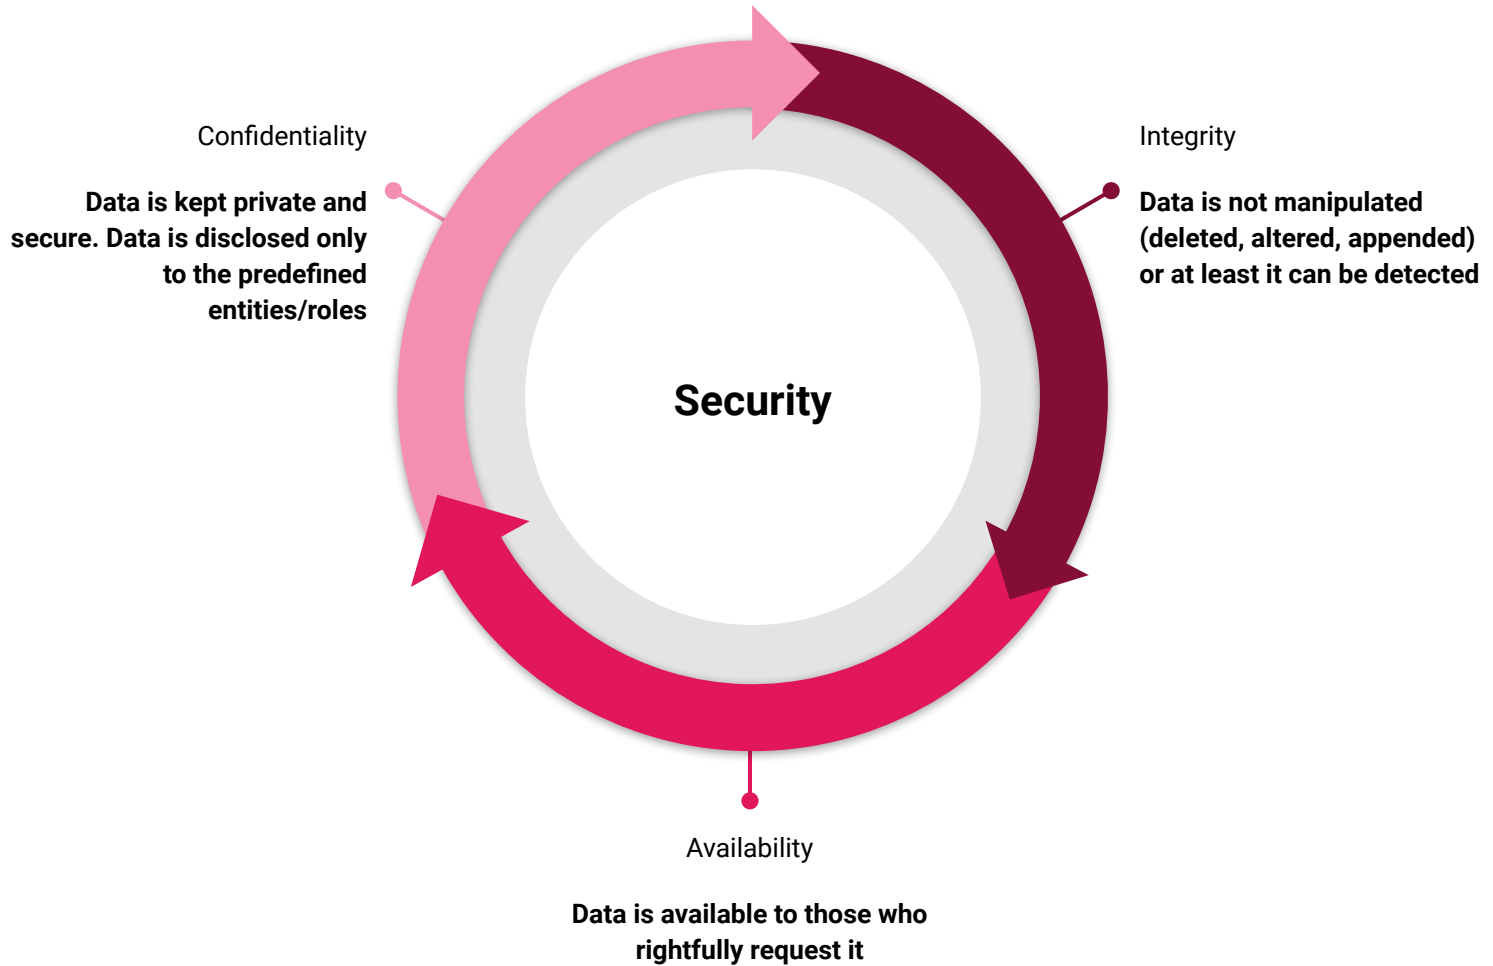 Confidentiality
Data is kept private and
secure. Data is disclosed only
to the predefined
entities/roles
Integrity
Data is not manipulated
(deleted, altered, appended)
or at least it can be detected
Security
Availability
Data is available to those who
rightfully request it